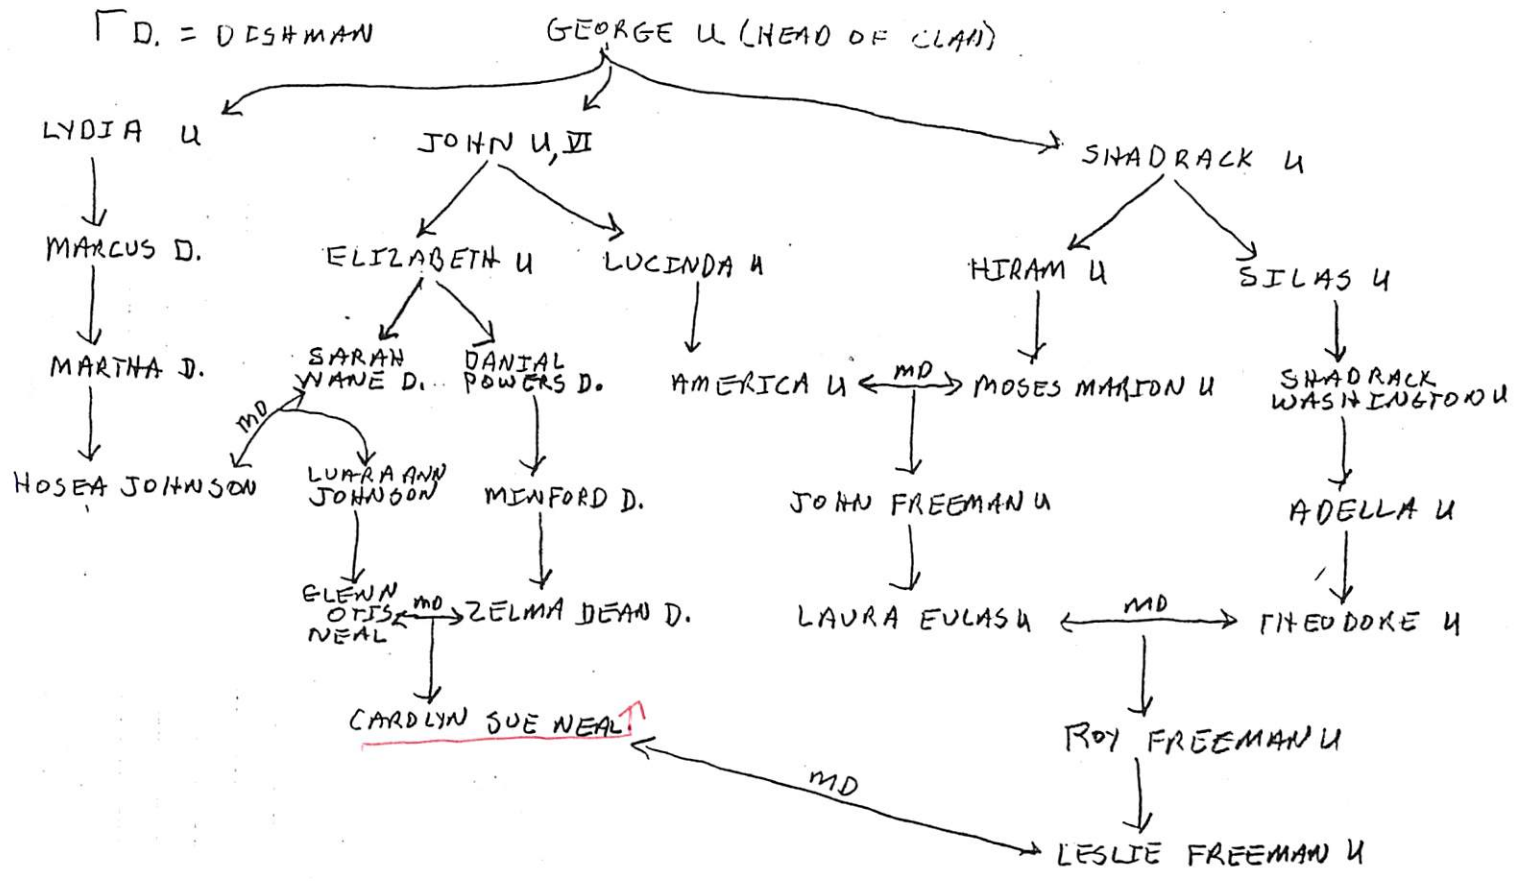 D. = DISHMAN
GEORGE U (HEAD OF CLAN)
LYDIA U
JOHN U, VI
SHADRACK U
MARCUS D.
ELIZABETH U
LUCINDA U
HIRAM U
SILAS U
MARTHA D.
SARAH
WANE D.
DANIAL
POWERS D.
AMERICA U
MD
MOSES MARION U
SHADRACK
WASHINGTON U
MD
HOSEA JOHNSON
LUARA ANN
JOHNSON
MINFORD D.
JOHN FREEMAN U
ADELLA U
GLENN
OTIS
NEAL
MD
ZELMA DEAN D.
LAURA EULAS U
MD
THEODORE U
CAROLYN SUE NEAL
ROY FREEMAN U
MD
LESLIE FREEMAN U